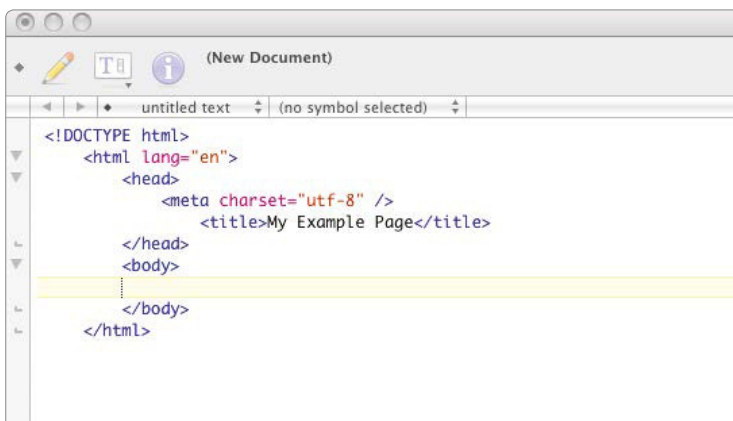 (New Document)
untitled text (no symbol selected)
<!DOCTYPE html>
<html lang="en">
<head>
<meta charset="utf-8" />
<title>My Example Page</title>
</head>
<body>
</body>
</html>